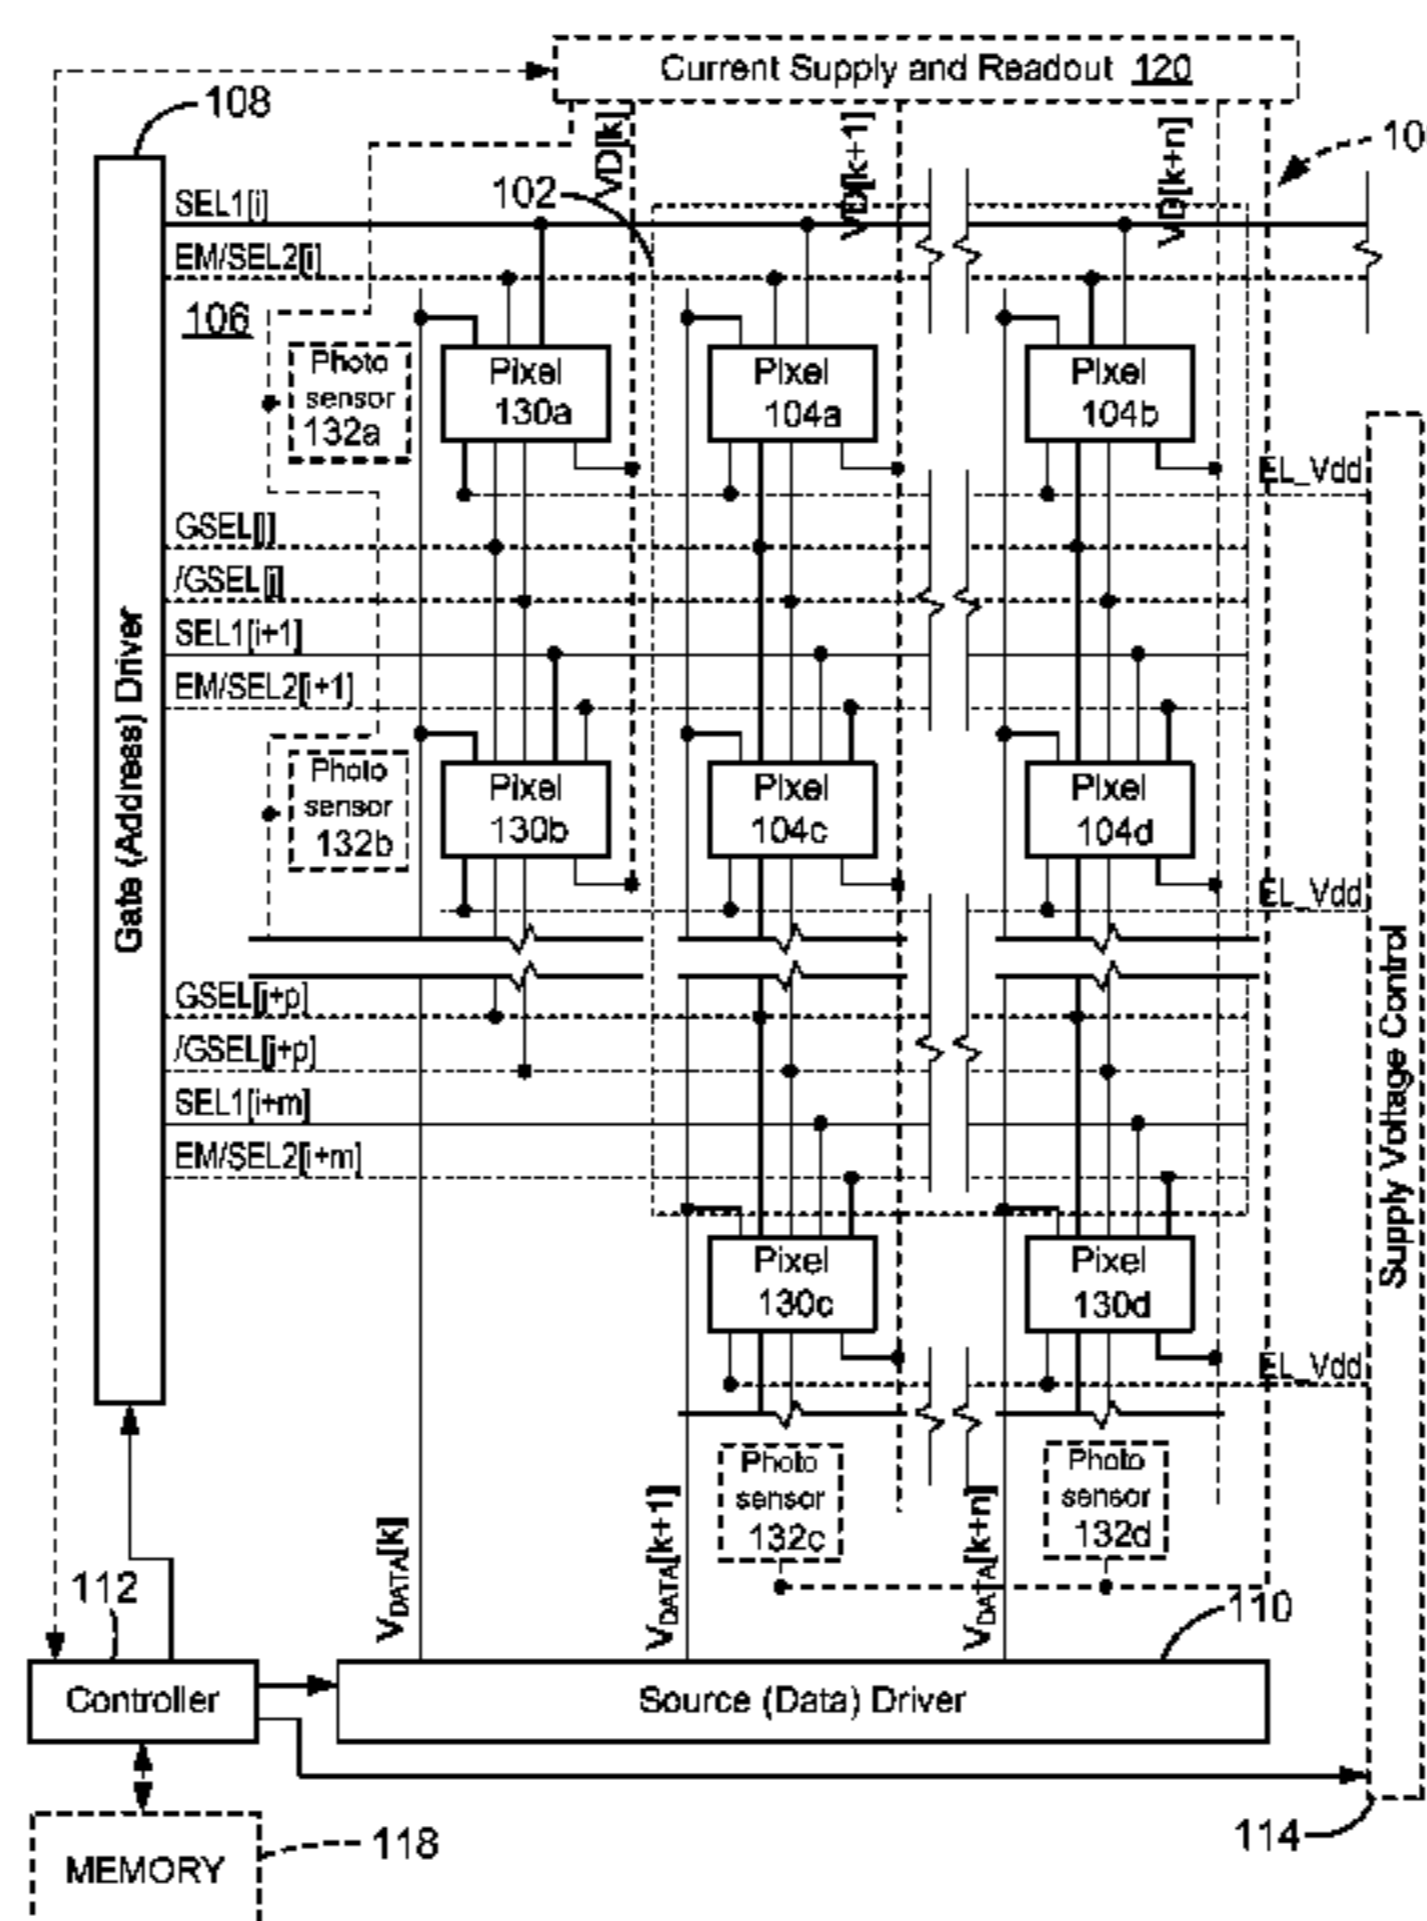 Current Supply and Readout 120
108
VD[k]
VD[k+1]
VD[k+n]
10
102
SEL1[i]
EM/SEL2[i]
106
Photo
sensor
132a
Pixel
130a
Pixel
104a
Pixel
104b
EL_Vdd
GSEL[j]
/GSEL[j]
SEL1[i+1]
EM/SEL2[i+1]
Gate (Address) Driver
Photo
sensor
132b
Pixel
130b
Pixel
104c
Pixel
104d
EL_Vdd
Supply Voltage Control
GSEL[j+p]
/GSEL[j+p]
SEL1[i+m]
EM/SEL2[i+m]
Pixel
130c
Pixel
130d
EL_Vdd
Photo
sensor
132c
Photo
sensor
132d
VDATA[k]
VDATA[k+1]
VDATA[k+n]
112
110
Controller
Source (Data) Driver
114
118
MEMORY